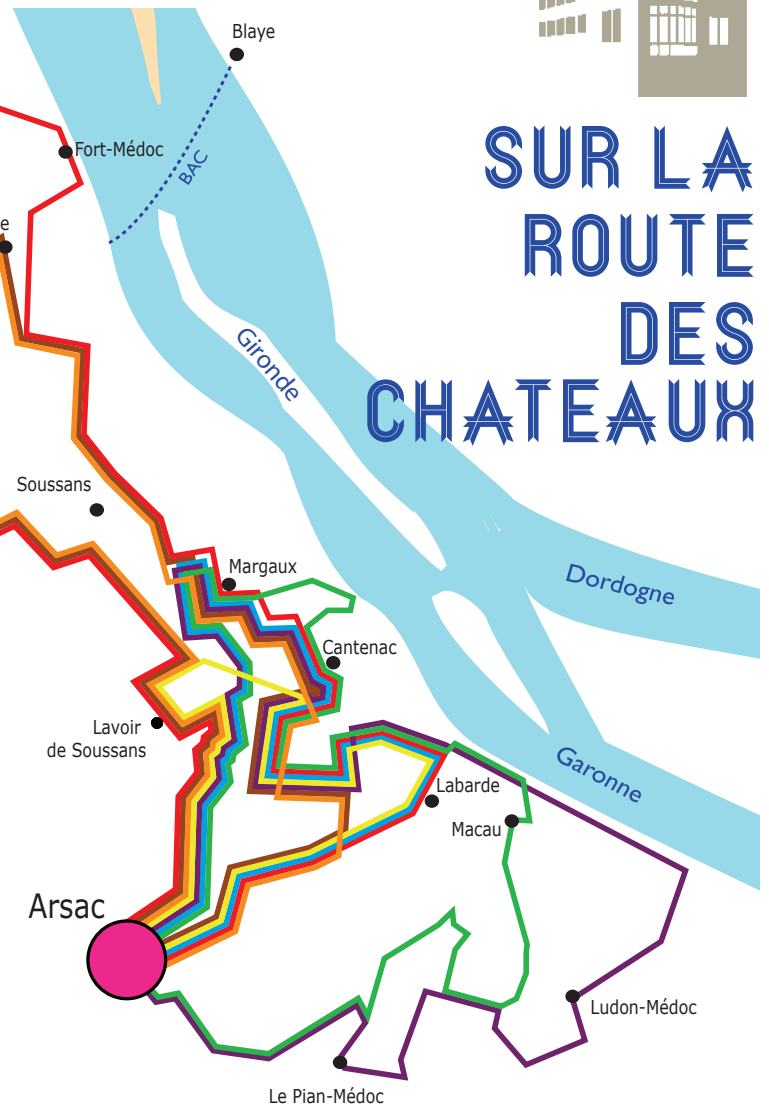 Blaye
Fort-Médoc
BAC
SUR LA
ROUTE
DES
CHATEAUX
e
Gironde
Soussans
Margaux
Dordogne
Cantenac
Lavoir
de Soussans
Garonne
Labarde
Macau
Arsac
Ludon-Médoc
Le Pian-Médoc